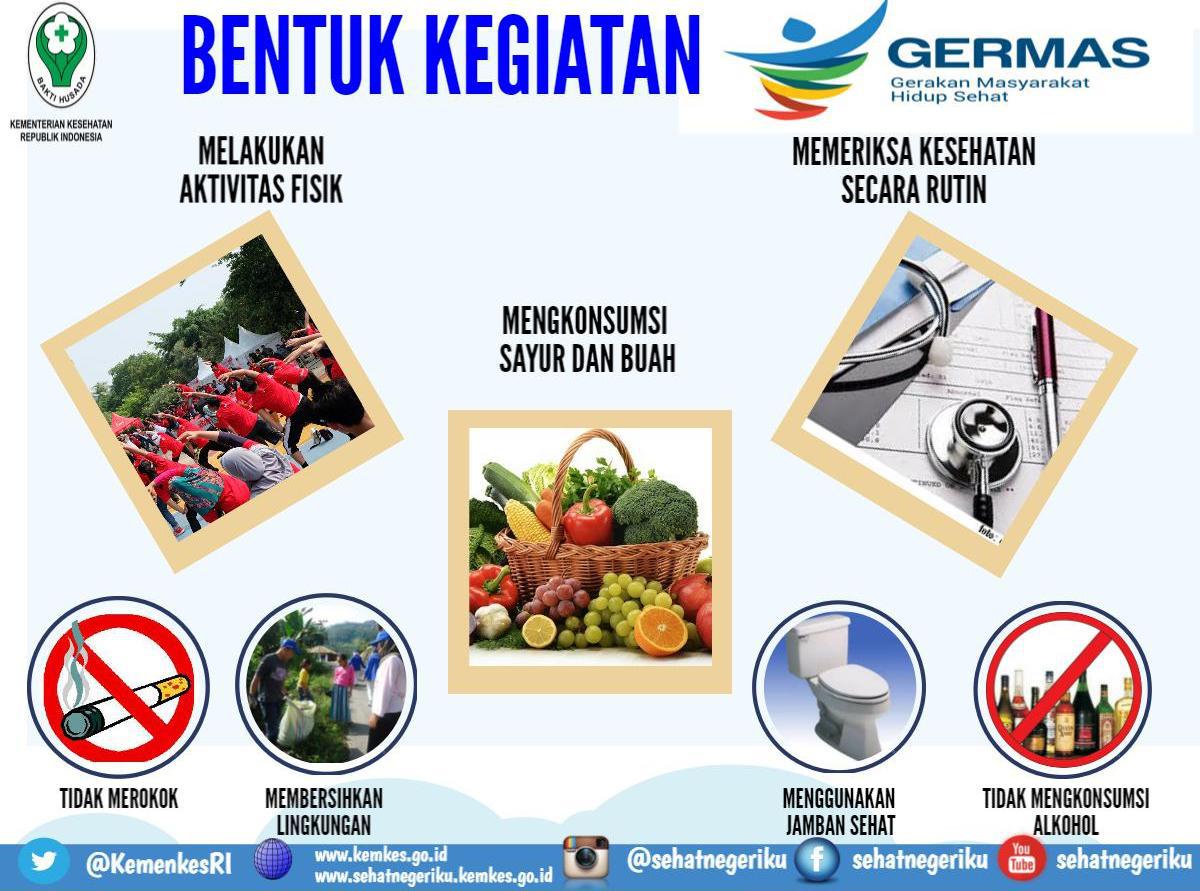 BAKTI HUSADA
KEMENTERIAN KESEHATAN
REPUBLIK INDONESIA
BENTUK KEGIATAN
GERMAS
Gerakan Masyarakat
Hidup Sehat
MELAKUKAN
AKTIVITAS FISIK
MEMERIKSA KESEHATAN
SECARA RUTIN
MENGKONSUMSI
SAYUR DAN BUAH
TIDAK MEROKOK
MEMBERSIHKAN
LINGKUNGAN
MENGGUNAKAN
JAMBAN SEHAT
TIDAK MENGKONSUMSI
ALKOHOL
@KemenkesRI
www.kemkes.go.id
www.sehatnegeriku.kemkes.go.id
@sehatnegeriku
sehatnegeriku
You
Tube
sehatnegeriku